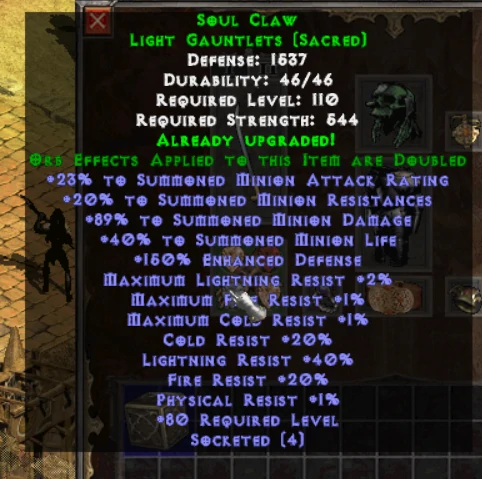 Soul Claw
Light Gauntlets (Sacred)
Defense: 1537
Durability: 46/46
Required Level: 110
Required Strength: 544
Already upgraded!
Orb Effects Applied to this Item are Doubled
+23% to Summoned Minion Attack Rating
+20% to Summoned Minion Resistances
+89% to Summoned Minion Damage
+40% to Summoned Minion Life
+150% Enhanced Defense
Maximum Lightning Resist +2%
Maximum Fire Resist +1%
Maximum Cold Resist +1%
Cold Resist +20%
Lightning Resist +40%
Fire Resist +20%
Physical Resist +1%
+80 Required Level
Socketed (4)